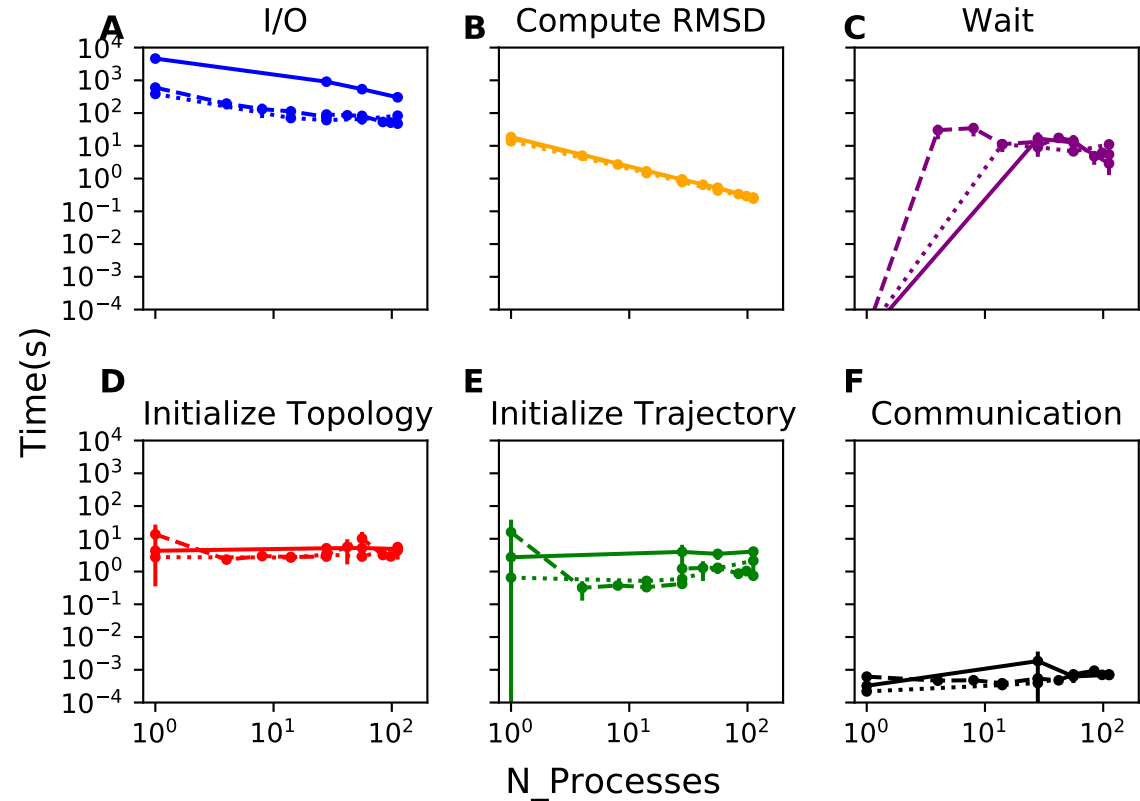 A I/O
B Compute RMSD
C Wait
10^4
10^3
10^2
10^1
10^0
10^-1
10^-2
10^-3
10^-4
Time(s)
D
E
F
Initialize Topology
Initialize Trajectory
Communication
10^4
10^3
10^2
10^1
10^0
10^-1
10^-2
10^-3
10^-4
10^0 10^1 10^2
10^0 10^1 10^2
10^0 10^1 10^2
N_Processes